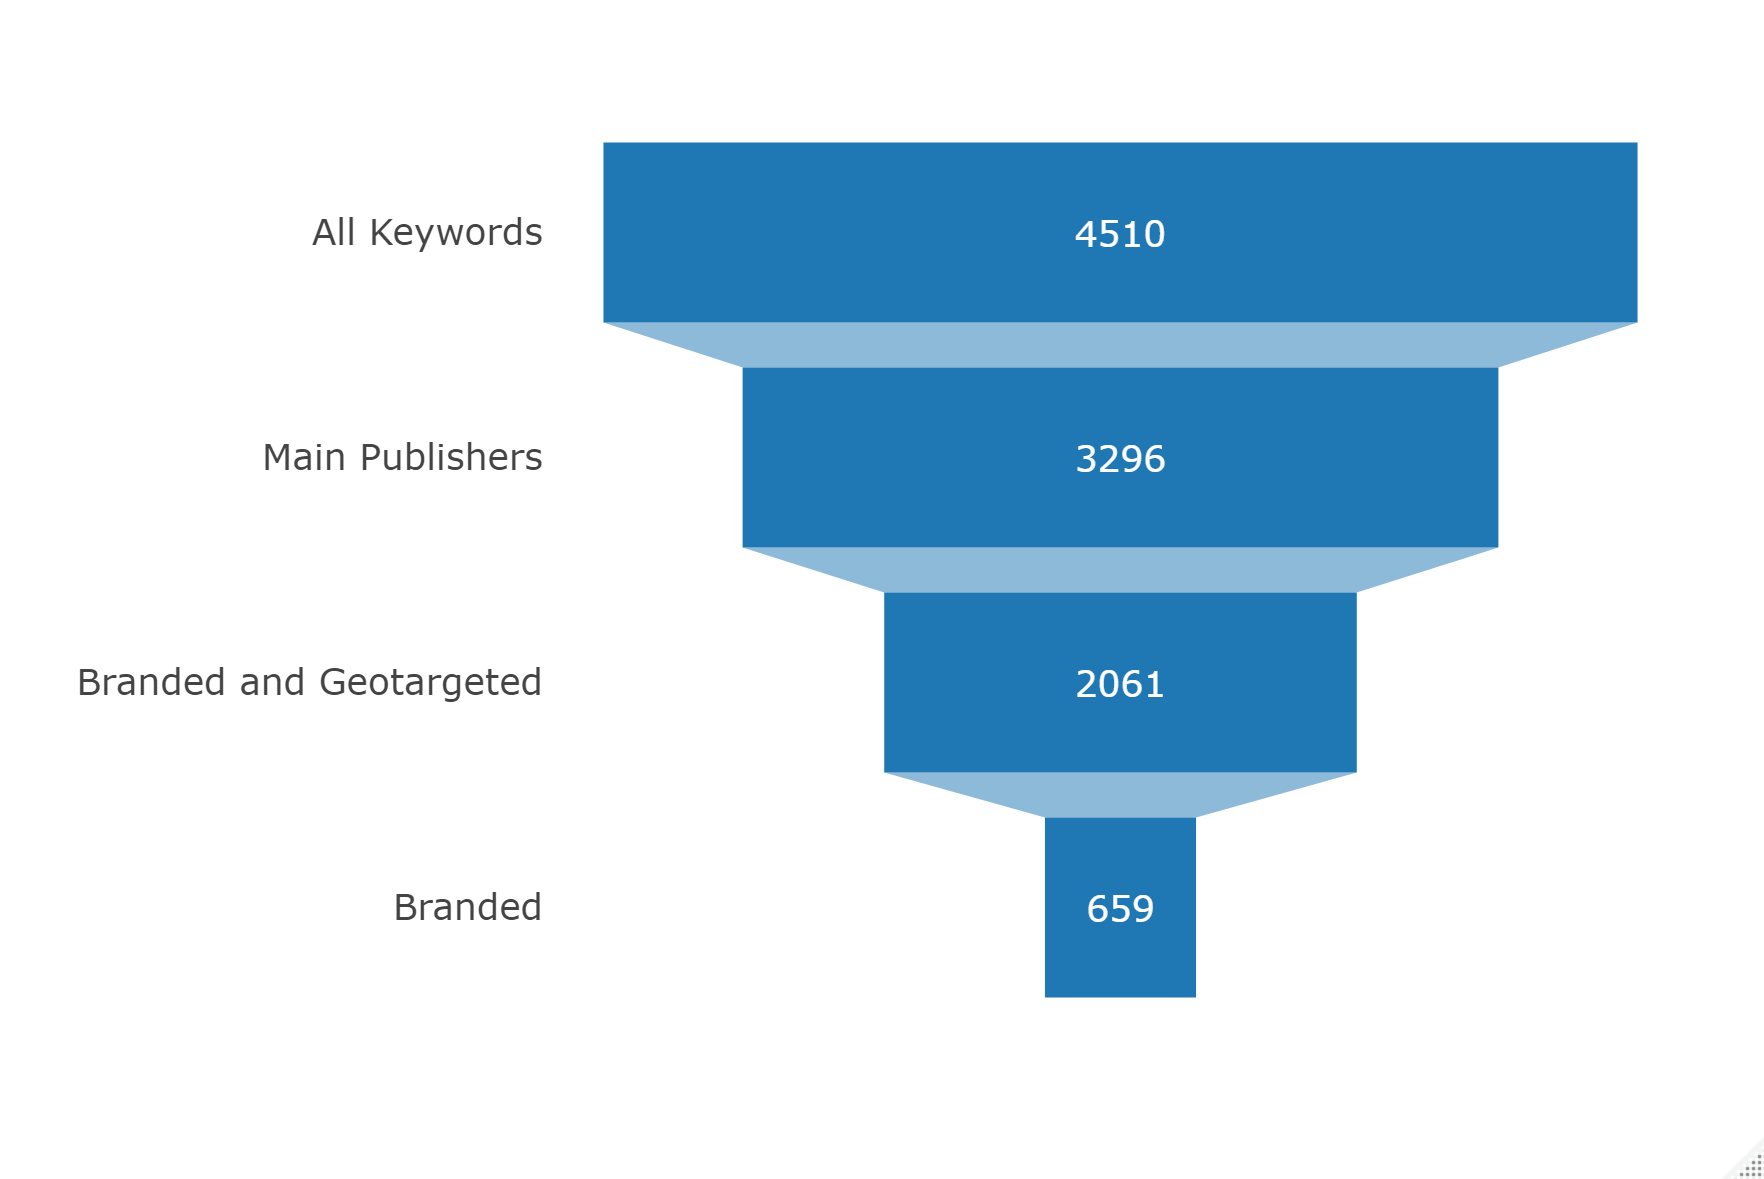 All Keywords
4510
Main Publishers
3296
Branded and Geotargeted
2061
Branded
659